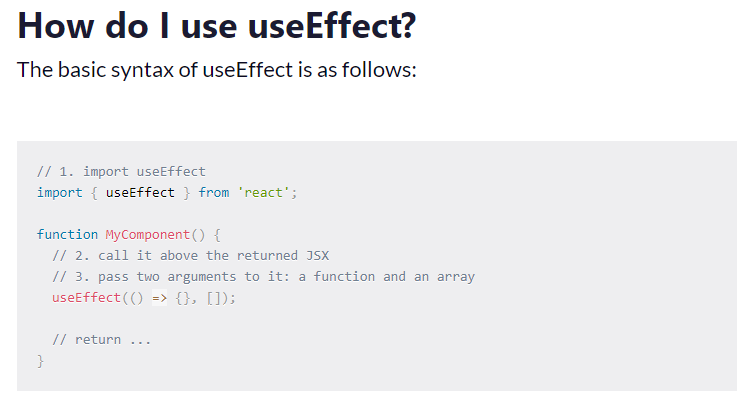 How do I use useEffect?
The basic syntax of useEffect is as follows:
// 1. import useEffect
import { useEffect } from 'react';
function MyComponent() {
// 2. call it above the returned JSX
// 3. pass two arguments to it: a function and an array
useEffect(() => {}, []);
// return ...
}